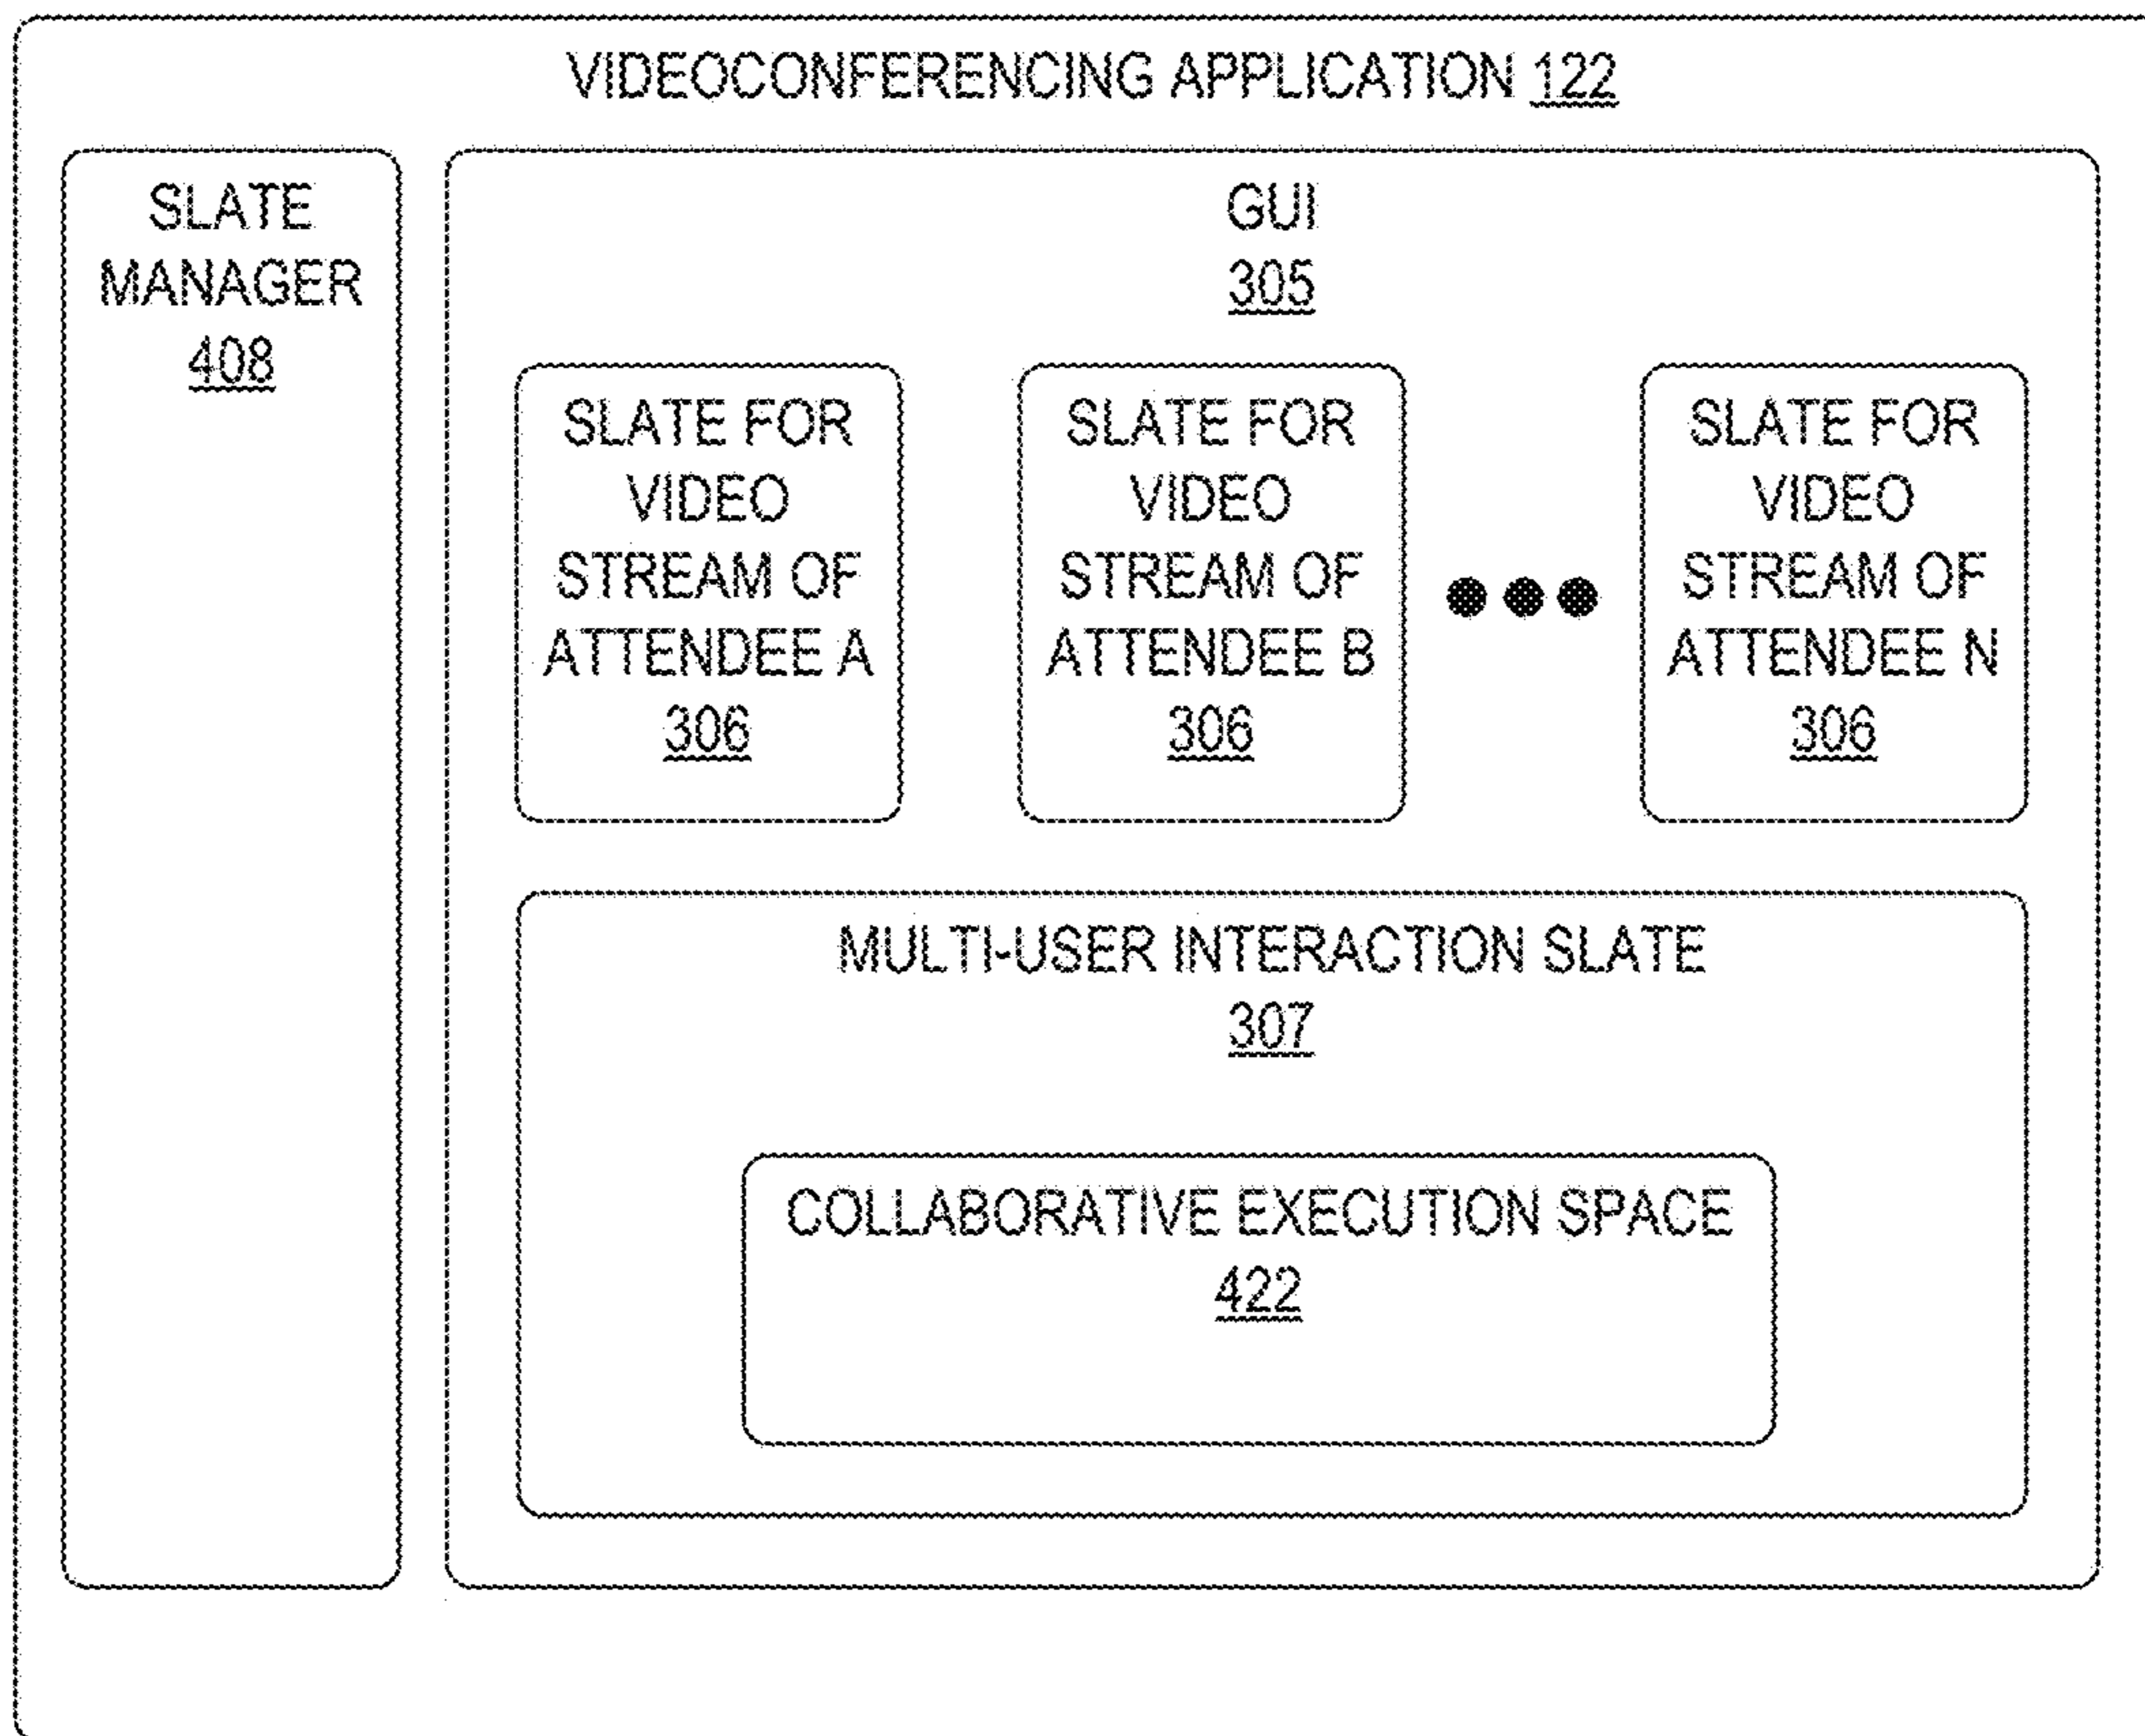 VIDEOCONFERENCING APPLICATION 122
SLATE
MANAGER
408
GUI
305
SLATE FOR
VIDEO
STREAM OF
ATTENDEE A
306
SLATE FOR
VIDEO
STREAM OF
ATTENDEE B
306
SLATE FOR
VIDEO
STREAM OF
ATTENDEE N
306
MULTI-USER INTERACTION SLATE
307
COLLABORATIVE EXECUTION SPACE
422